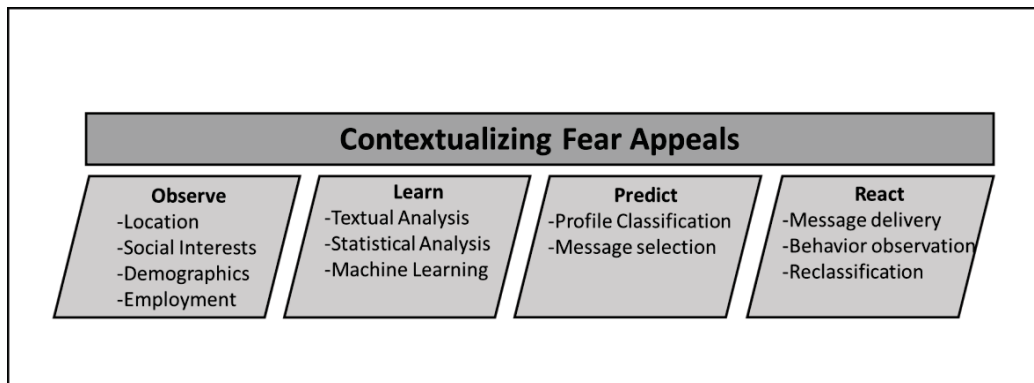 Contextualizing Fear Appeals
Observe
-Location
-Social Interests
-Demographics
-Employment
Learn
-Textual Analysis
-Statistical Analysis
-Machine Learning
Predict
-Profile Classification
-Message selection
React
-Message delivery
-Behavior observation
-Reclassification